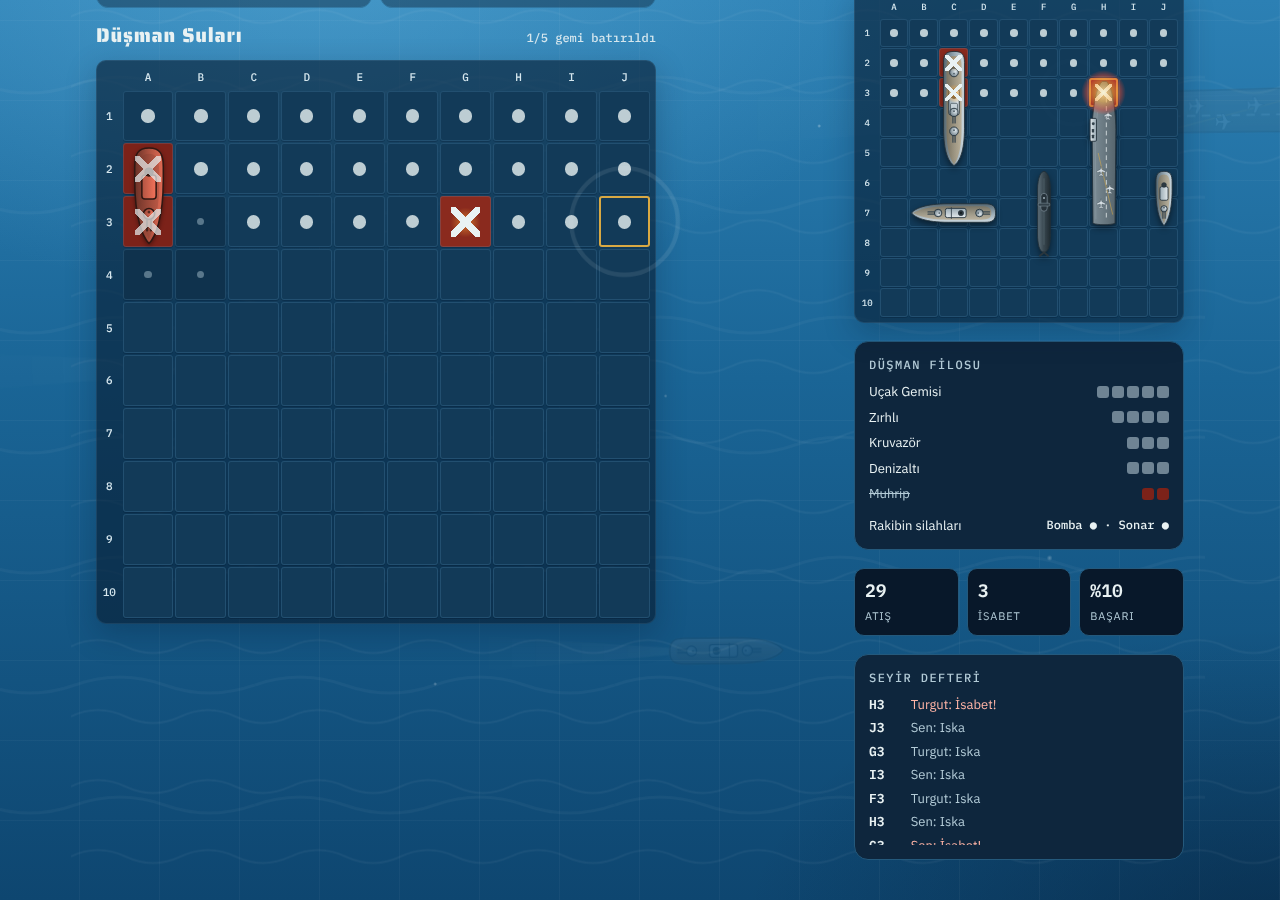 Düşman Suları
1/5 gemi batırıldı
A B C D E F G H I J
1
2
3
4
5
6
7
8
9
10
A B C D E F G H I J
1
2
3
4
5
6
7
8
9
10
DÜŞMAN FİLOSU
Uçak Gemisi
Zırhlı
Kruvazör
Denizaltı
Muhrip
Rakibin silahları Bomba ● · Sonar ●
29 3 %10
ATIŞ İSABET BAŞARI
SEYİR DEFTERİ
H3 Turgut: İsabet!
J3 Sen: Iska
G3 Turgut: Iska
I3 Sen: Iska
F3 Turgut: Iska
H3 Sen: Iska
G3 Sen: İsabet!